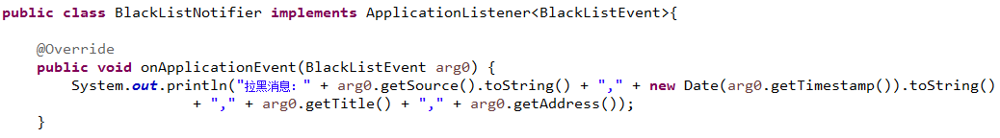 public class BlackListNotifier implements ApplicationListener<BlackListEvent>{
@Override
public void onApplicationEvent(BlackListEvent arg0) {
System.out.println("拉黑消息：" + arg0.getSource().toString() + "," + new Date(arg0.getTimestamp()).toString()
+ "," + arg0.getTitle() + "," + arg0.getAddress());
}